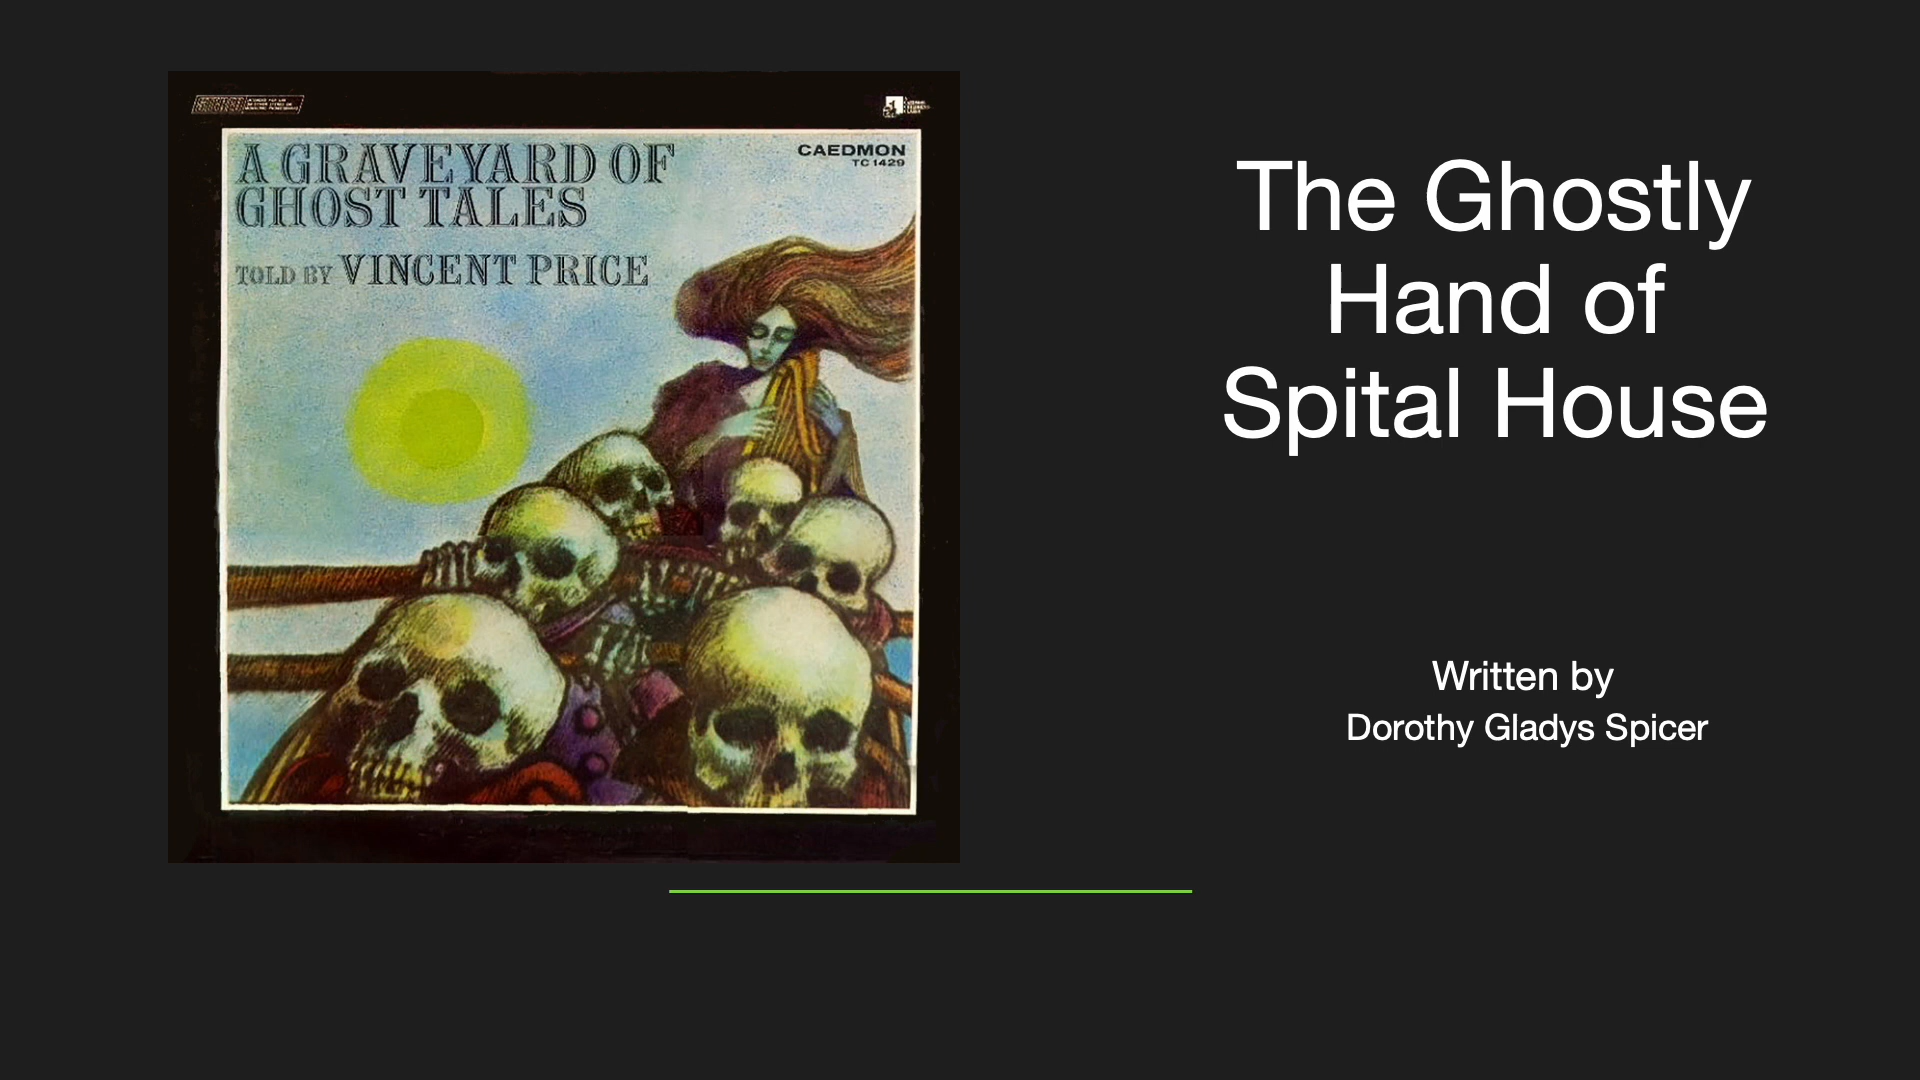 A GRAVEYARD OF
GHOST TALES
TOLD BY VINCENT PRICE
CAEDMON
TC 1429
The Ghostly
Hand of
Spital House
Written by
Dorothy Gladys Spicer